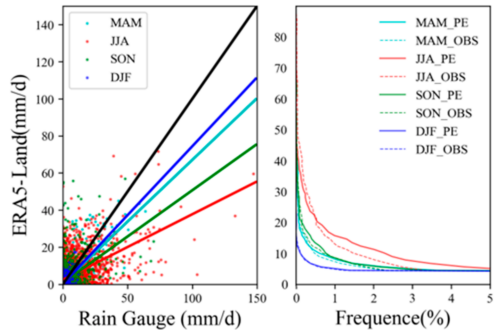 ERA5-Land(mm/d)
140
120
100
80
60
40
20
0
MAM
JJA
SON
DJF
0 50 100 150
Rain Gauge (mm/d)
80
70
60
50
40
30
20
10
0
MAM_PE
MAM_OBS
JJA_PE
JJA_OBS
SON_PE
SON_OBS
DJF_PE
DJF_OBS
0 1 2 3 4 5
Frequence(%)